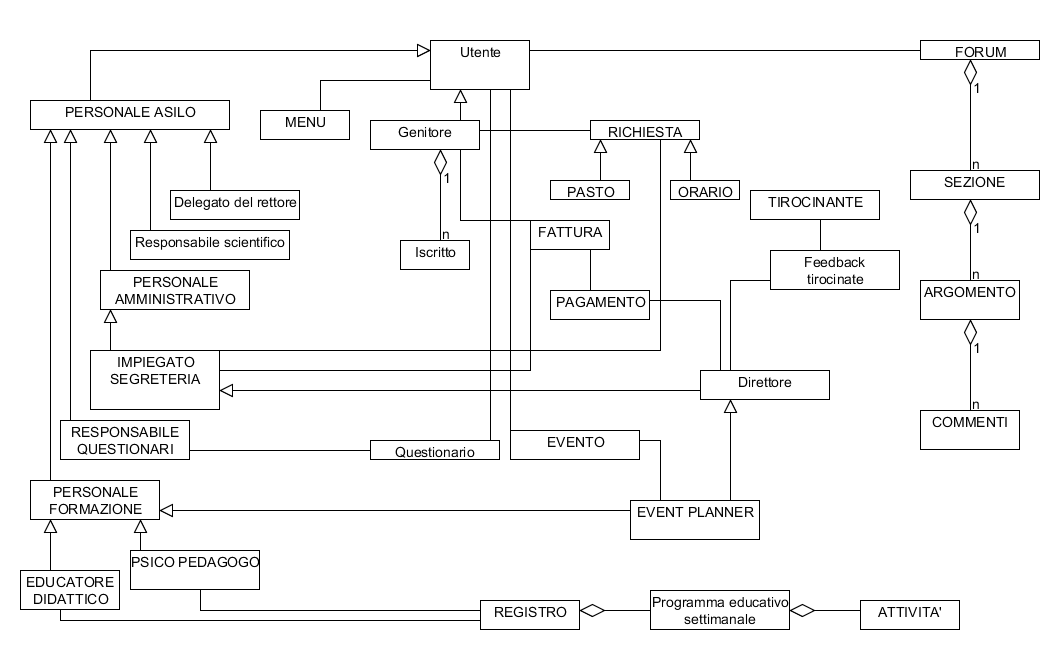 Utente
FORUM
1
PERSONALE ASILO
MENU
Genitore
RICHIESTA
1
n
SEZIONE
PASTO
ORARIO
Delegato del rettore
TIROCINANTE
1
Responsabile scientifico
n
Iscritto
FATTURA
Feedback
tirocinate
n
PERSONALE
AMMINISTRATIVO
ARGOMENTO
PAGAMENTO
1
IMPIEGATO
SEGRETERIA
Direttore
n
COMMENTI
RESPONSABILE
QUESTIONARI
Questionario
EVENTO
PERSONALE
FORMAZIONE
EVENT PLANNER
PSICO PEDAGOGO
EDUCATORE
DIDATTICO
REGISTRO
Programma educativo
settimanale
ATTIVITA'